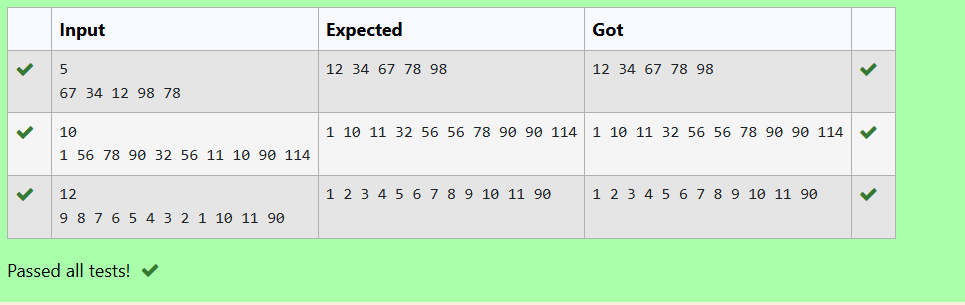 Input Expected Got
5 12 34 67 78 98 12 34 67 78 98
67 34 12 98 78
10 1 10 11 32 56 56 78 90 90 114 1 10 11 32 56 56 78 90 90 114
1 56 78 90 32 56 11 10 90 114
12 1 2 3 4 5 6 7 8 9 10 11 90 1 2 3 4 5 6 7 8 9 10 11 90
9 8 7 6 5 4 3 2 1 10 11 90
Passed all tests!